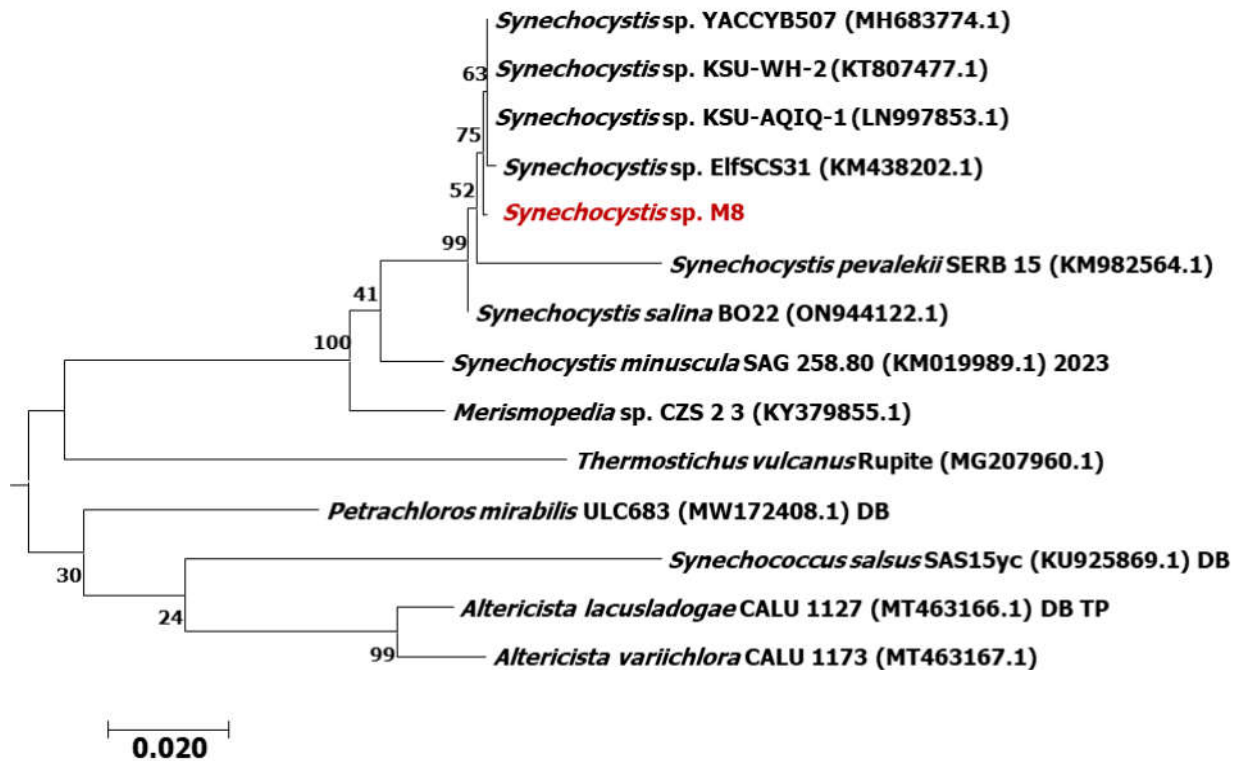 Synechocystis sp. YACCYB507 (MH683774.1)
63
Synechocystis sp. KSU-WH-2 (KT807477.1)
Synechocystis sp. KSU-AQIQ-1 (LN997853.1)
75
Synechocystis sp. ElfSCS31 (KM438202.1)
52
Synechocystis sp. M8
99
Synechocystis pevalekii SERB 15 (KM982564.1)
41
Synechocystis salina BO22 (ON944122.1)
100
Synechocystis minuscula SAG 258.80 (KM019989.1) 2023
Merismopedia sp. CZS 2 3 (KY379855.1)
Thermostichus vulcanus Rupite (MG207960.1)
Petrachloros mirabilis ULC683 (MW172408.1) DB
30
Synechococcus salsus SAS15yc (KU925869.1) DB
24
Altericista lacusladogae CALU 1127 (MT463166.1) DB TP
99
Altericista variichlora CALU 1173 (MT463167.1)
0.020